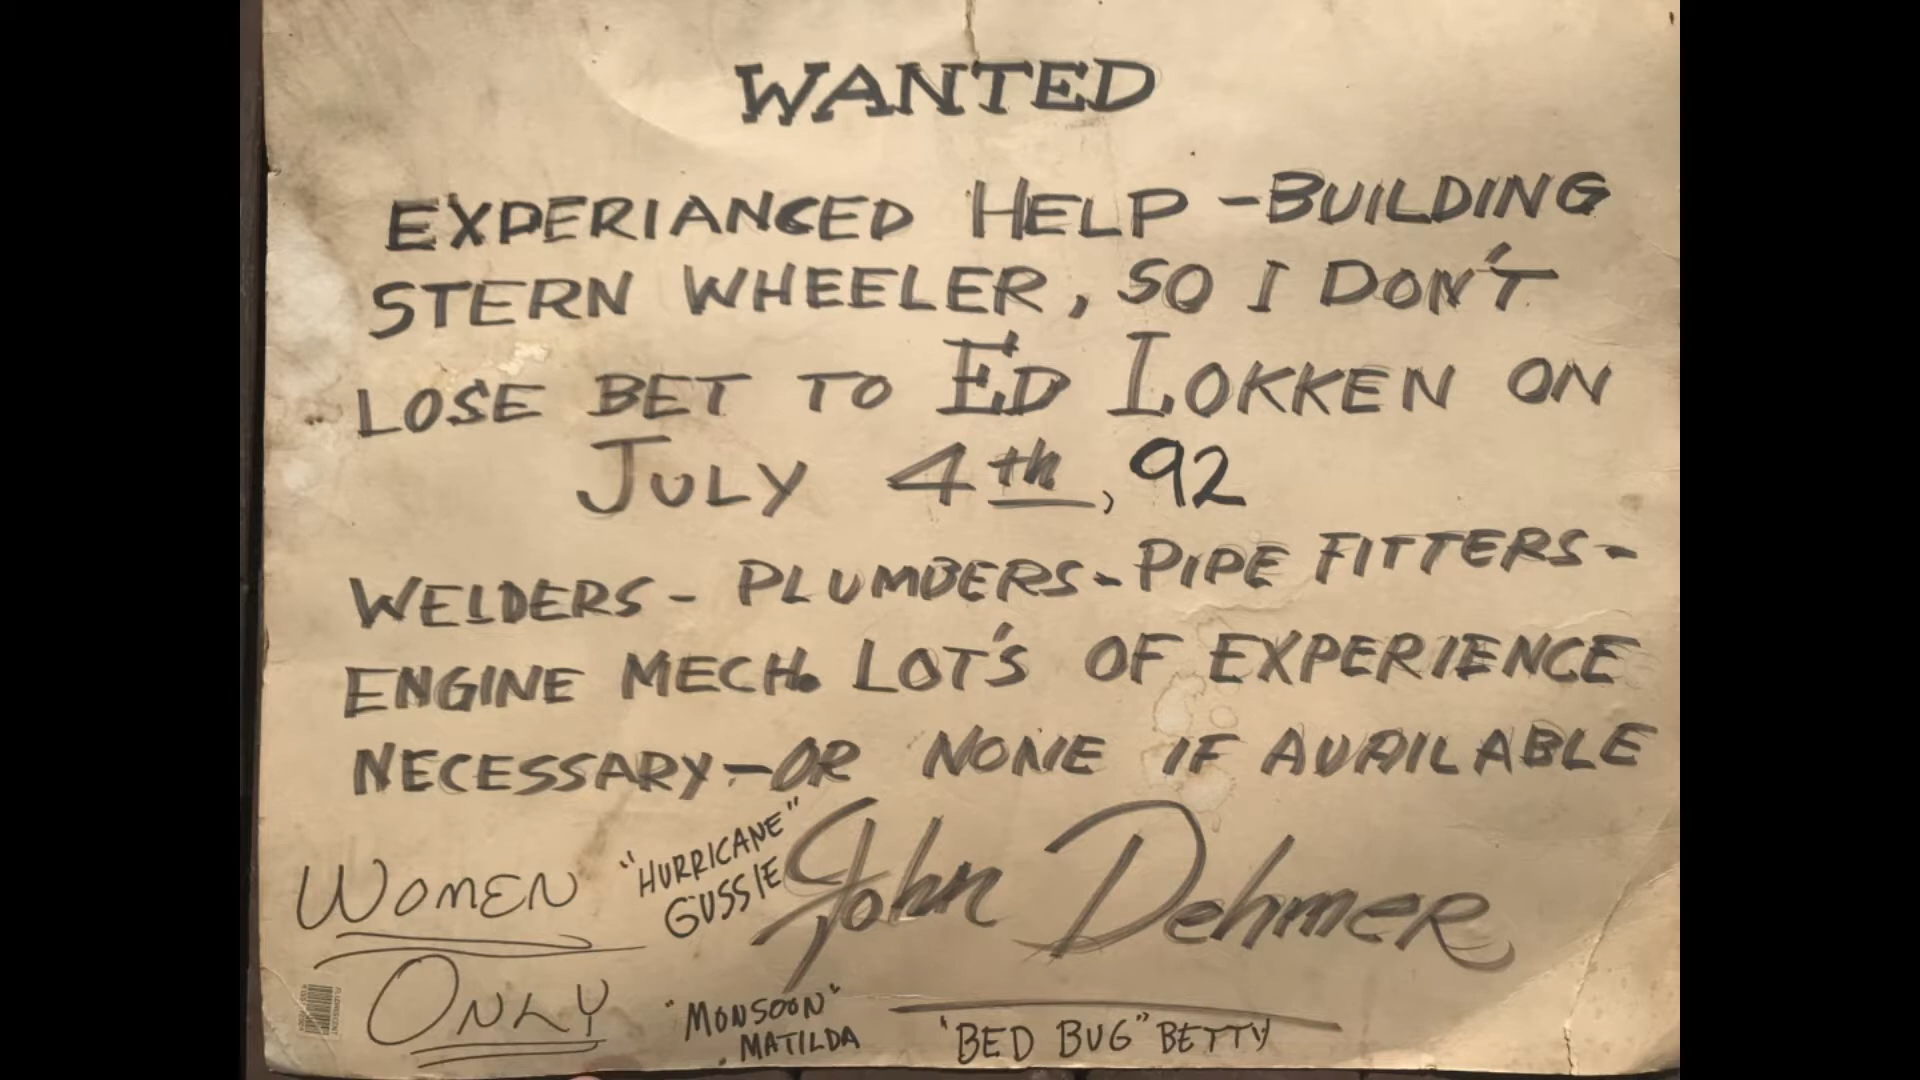 WANTED
EXPERIANCED HELP - BUILDING
STERN WHEELER, SO I DON'T
LOSE BET TO ED LOKKEN ON
JULY 4th, 92
WELDERS - PLUMBERS - PIPE FITTERS -
ENGINE MECH. LOT'S OF EXPERIENCE
NECESSARY - OR NONE IF AVAILABLE
John Dehmer
WOMEN
ONLY
"HURRICANE"
GUSSIE
"MONSOON"
MATILDA
"BED BUG" BETTY